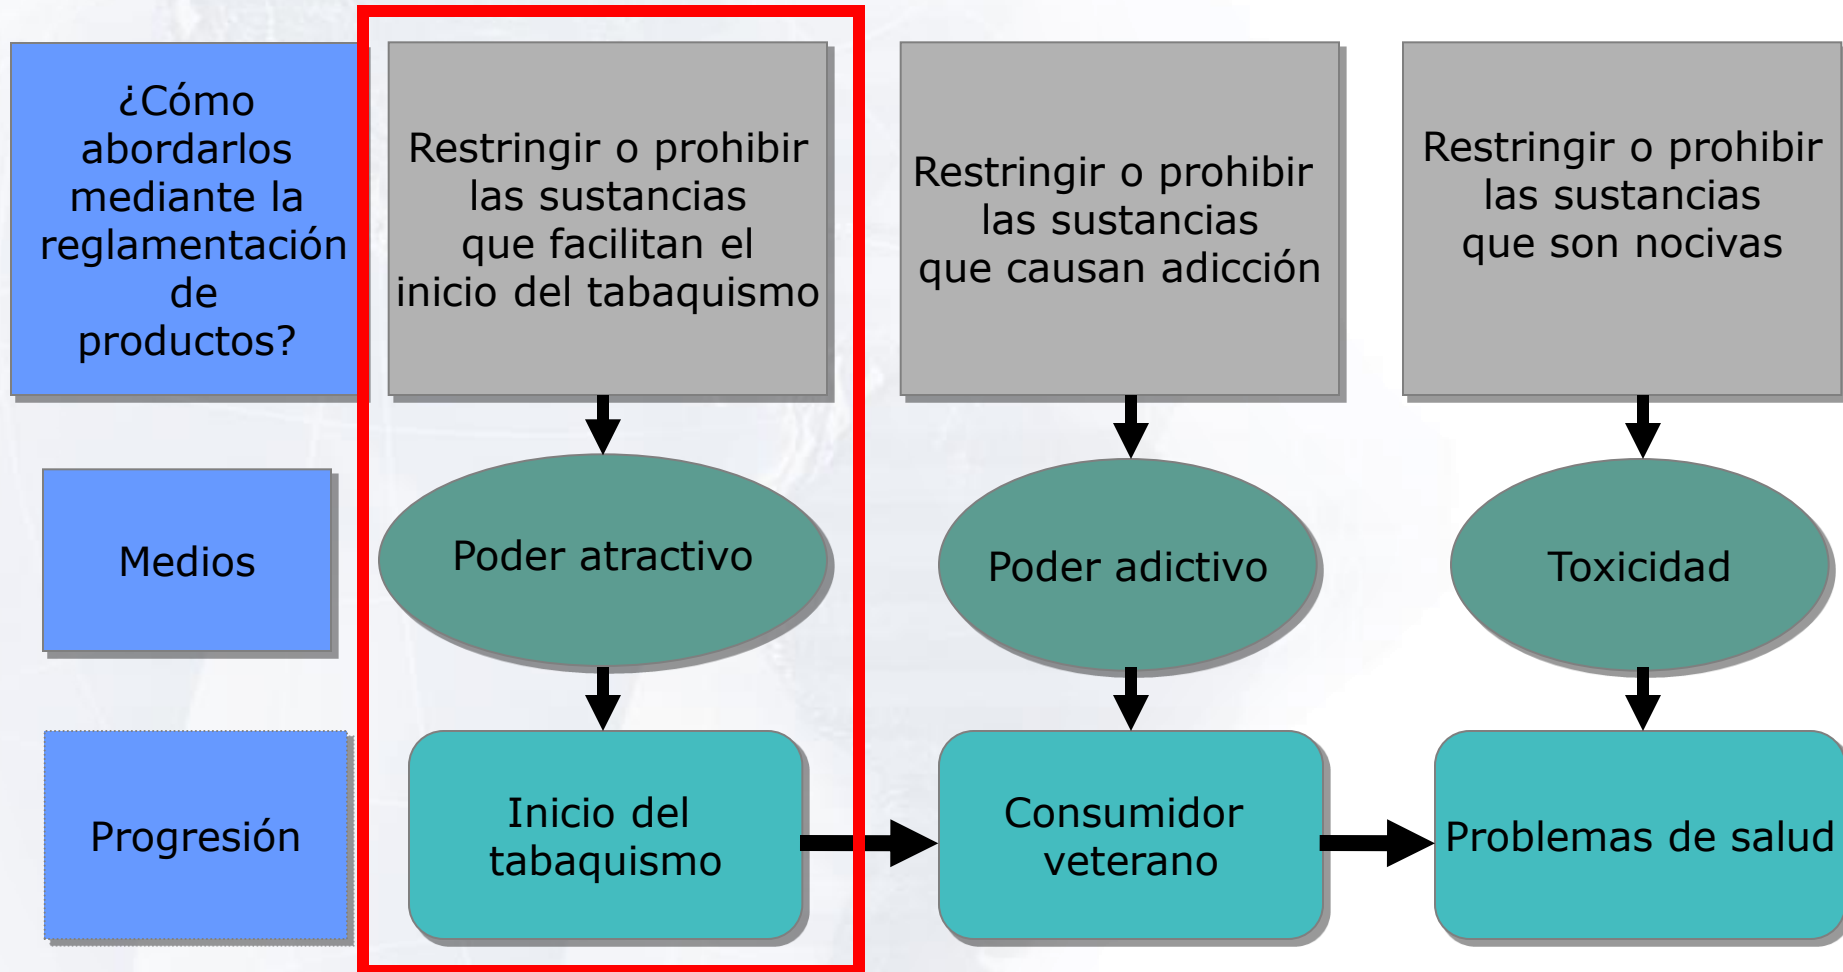 ¿Cómo
abordarlos
mediante la
reglamentación
de
productos?
Restringir o prohibir
las sustancias
que facilitan el
inicio del tabaquismo
Restringir o prohibir
las sustancias
que causan adicción
Restringir o prohibir
las sustancias
que son nocivas
Medios
Poder atractivo
Poder adictivo
Toxicidad
Progresión
Inicio del
tabaquismo
Consumidor
veterano
Problemas de salud